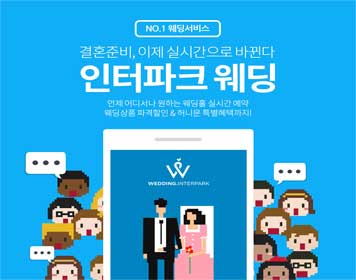 NO.1 웨딩서비스
결혼준비, 이제 실시간으로 바뀐다
인터파크 웨딩
언제 어디서나 원하는 웨딩홀 실시간 예약
웨딩상품 파격할인 & 허니문 특별혜택까지!
WEDDING.INTERPARK